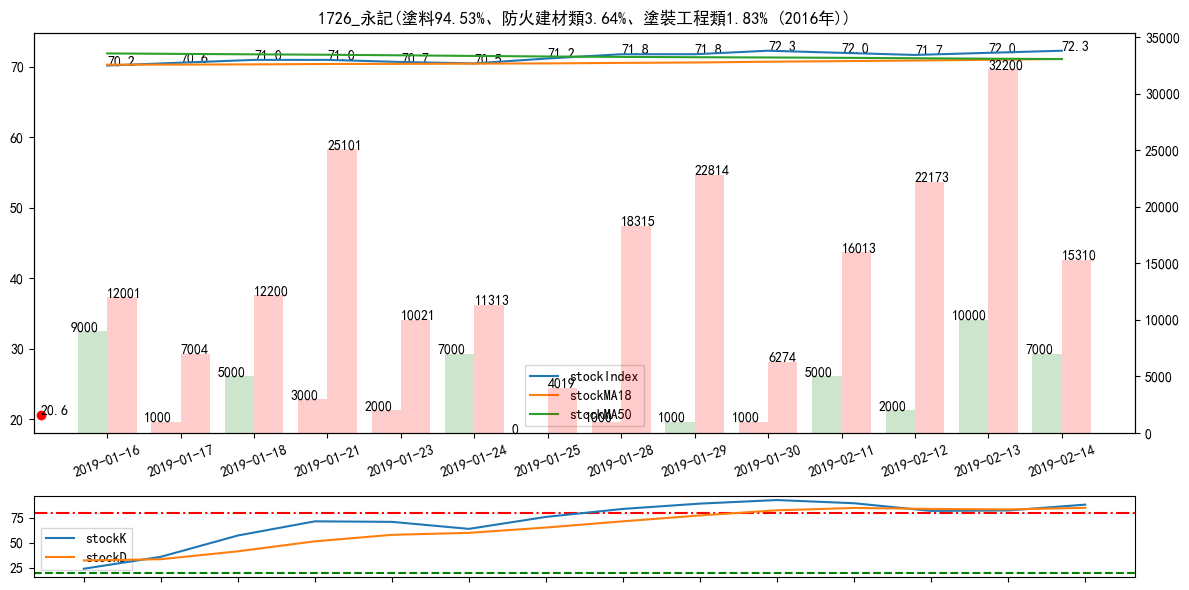 1726_永記(塗料94.53%、防火建材類3.64%、塗裝工程類1.83% (2016年))
70 60 50 40 30 20
35000 30000 25000 20000 15000 10000 5000 0
70.2 70.6 71.0 71.0 70.7 70.5 71.2 71.8 71.8 72.3 72.0 71.7 72.0 72.3
9000 12001 1000 7004 5000 12200 3000 25101 2000 10021 7000 11313 0 4019 1000 18315 1000 22814 1000 6274 5000 16013 2000 22173 10000 32200 7000 15310
20.6
stockIndex
stockMA18
stockMA50
2019-01-16 2019-01-17 2019-01-18 2019-01-21 2019-01-23 2019-01-24 2019-01-25 2019-01-28 2019-01-29 2019-01-30 2019-02-11 2019-02-12 2019-02-13 2019-02-14
75 50 25
stockK
stockD